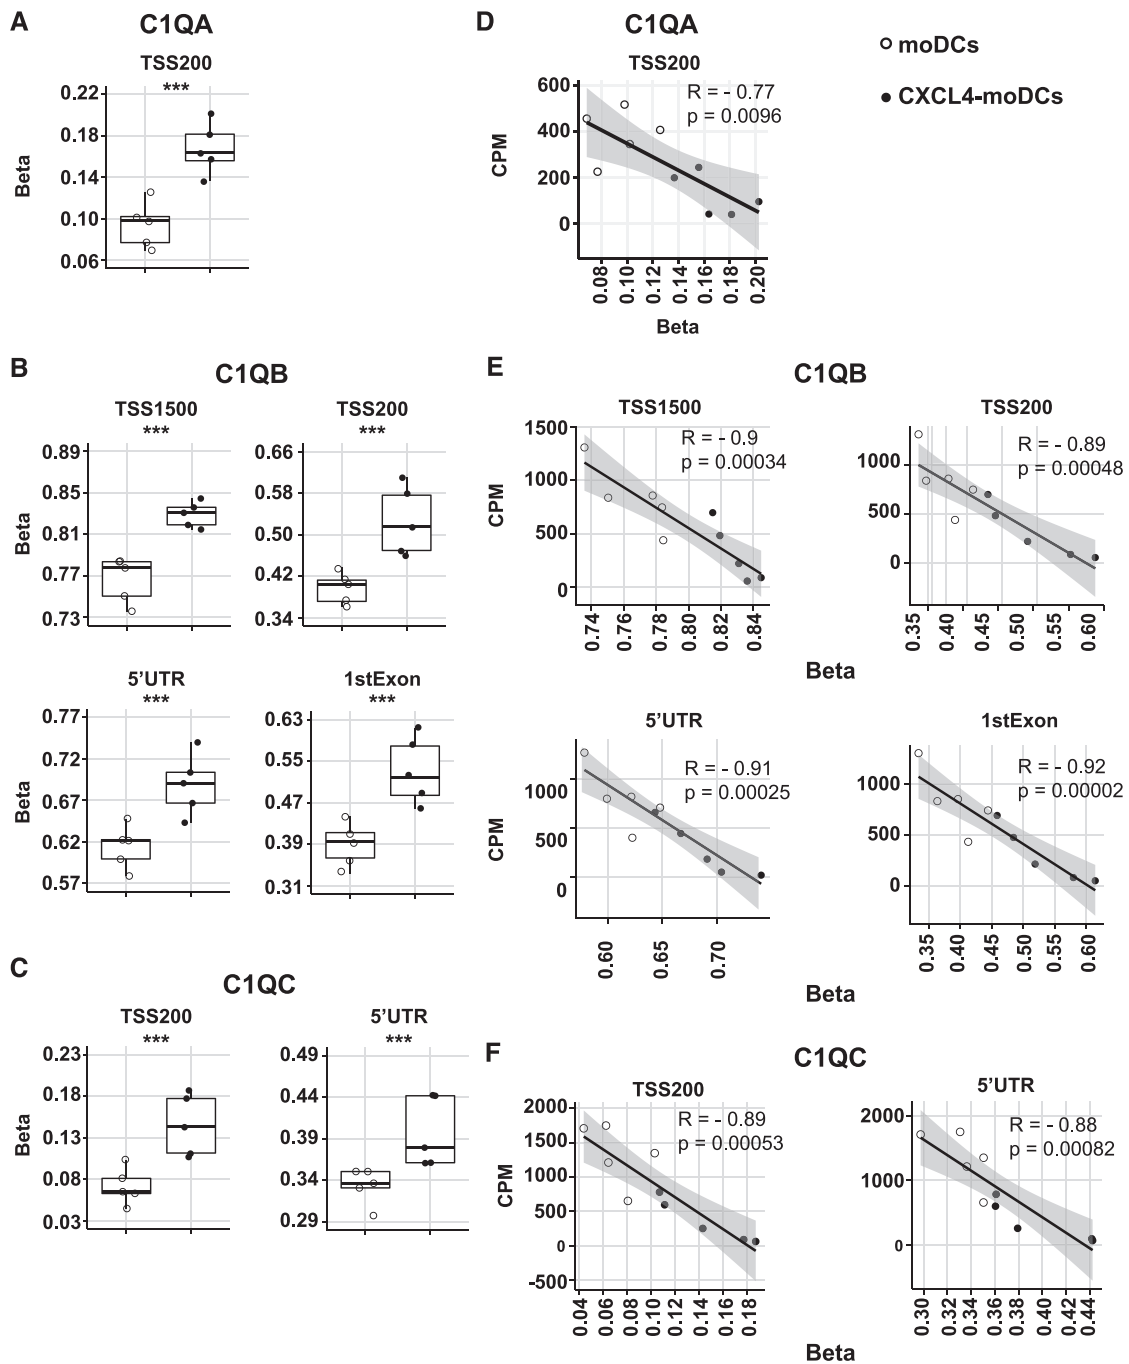 A
C1QA
TSS200
***
0.22
0.18
0.14
0.10
0.06
Beta
D
C1QA
TSS200
R = - 0.77
p = 0.0096
600
400
200
0
CPM
0.08
0.10
0.12
0.14
0.16
0.18
0.20
Beta
moDCs
CXCL4-moDCs
B
C1QB
TSS1500
***
0.89
0.85
0.81
0.77
0.73
Beta
TSS200
***
0.66
0.58
0.50
0.42
0.34
5’UTR
***
0.77
0.72
0.67
0.62
0.57
Beta
1stExon
***
0.63
0.55
0.47
0.39
0.31
E
C1QB
TSS1500
R = - 0.9
p = 0.00034
1500
1000
500
0
CPM
0.74
0.76
0.78
0.80
0.82
0.84
TSS200
R = - 0.89
p = 0.00048
1000
500
0
0.35
0.40
0.45
0.50
0.55
0.60
Beta
5’UTR
R = - 0.91
p = 0.00025
1000
500
0
CPM
0.60
0.65
0.70
1stExon
R = - 0.92
p = 0.00002
1000
500
0
0.35
0.40
0.45
0.50
0.55
0.60
Beta
C
C1QC
TSS200
***
0.23
0.18
0.13
0.08
0.03
Beta
5’UTR
***
0.49
0.44
0.39
0.34
0.29
F
C1QC
TSS200
R = - 0.89
p = 0.00053
2000
1500
1000
500
0
-500
CPM
0.04
0.06
0.08
0.10
0.12
0.14
0.16
0.18
5’UTR
R = - 0.88
p = 0.00082
2000
1000
0
0.30
0.32
0.34
0.36
0.38
0.40
0.42
0.44
Beta